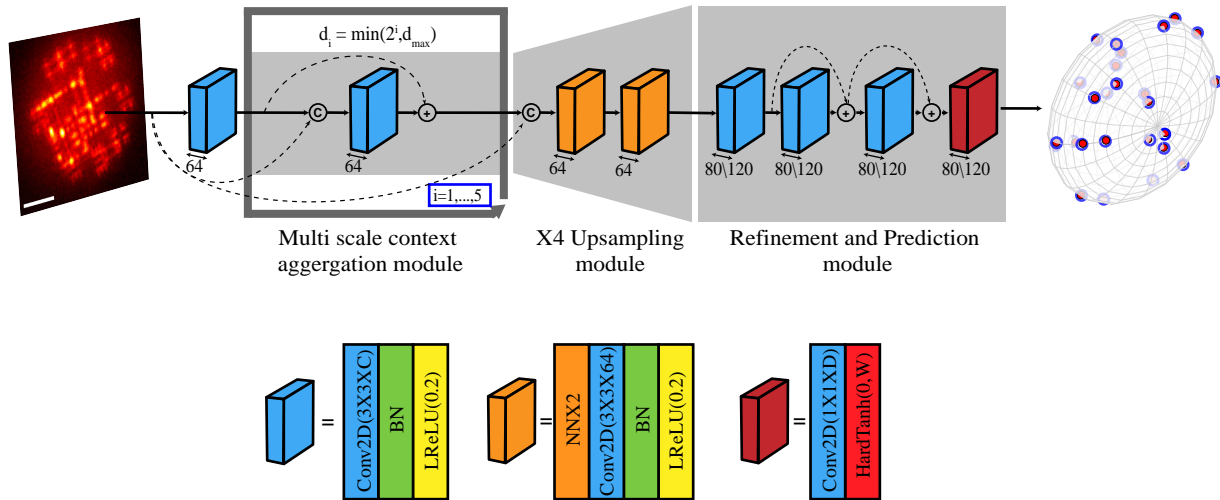 d_i = min(2^i,d_max)
C
+
C
+
+
64
64
64
64
80\120
80\120
80\120
80\120
i=1,...,5
Multi scale context
aggergation module
X4 Upsampling
module
Refinement and Prediction
module
=
Conv2D(3X3XC)
BN
LReLU(0.2)
=
NNX2
Conv2D(3X3X64)
BN
LReLU(0.2)
=
Conv2D(1X1XD)
HardTanh(0,W)